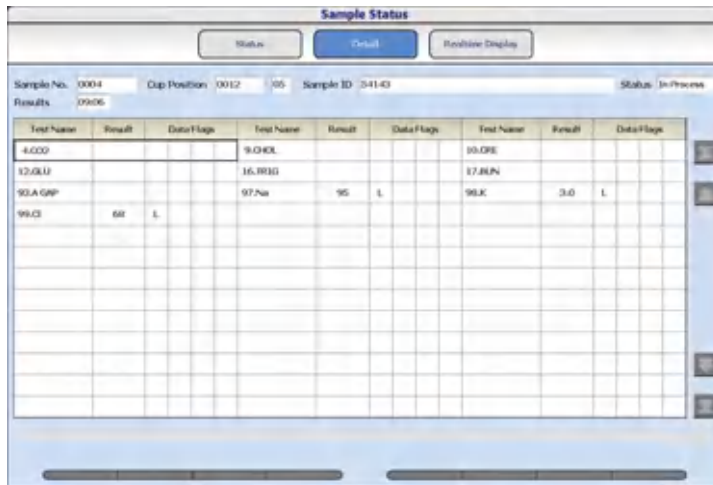 Sample Status
Status Detail Realtime Display
Sample No. 0004 Cup Position 0012 05 Sample ID 54143 Status In Process
Results 09:06
Test Name Result Data Flags Test Name Result Data Flags Test Name Result Data Flags
4.CO2 9.CHOL 10.CRE
12.GLU 16.TRIG 17.BUN
93.A GAP 97.Na 95 L 98.K 3.0 L
99.Cl 60 L